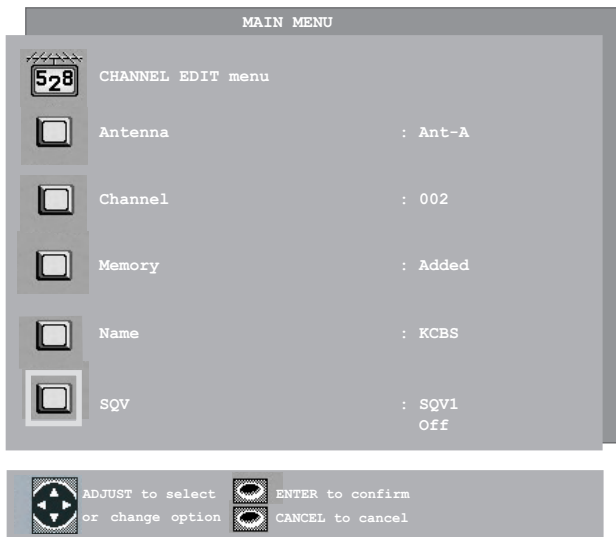 MAIN MENU
528
CHANNEL EDIT menu
Antenna : Ant-A
Channel : 002
Memory : Added
Name : KCBS
SQV : SQV1
Off
ADJUST to select ENTER to confirm
or change option CANCEL to cancel